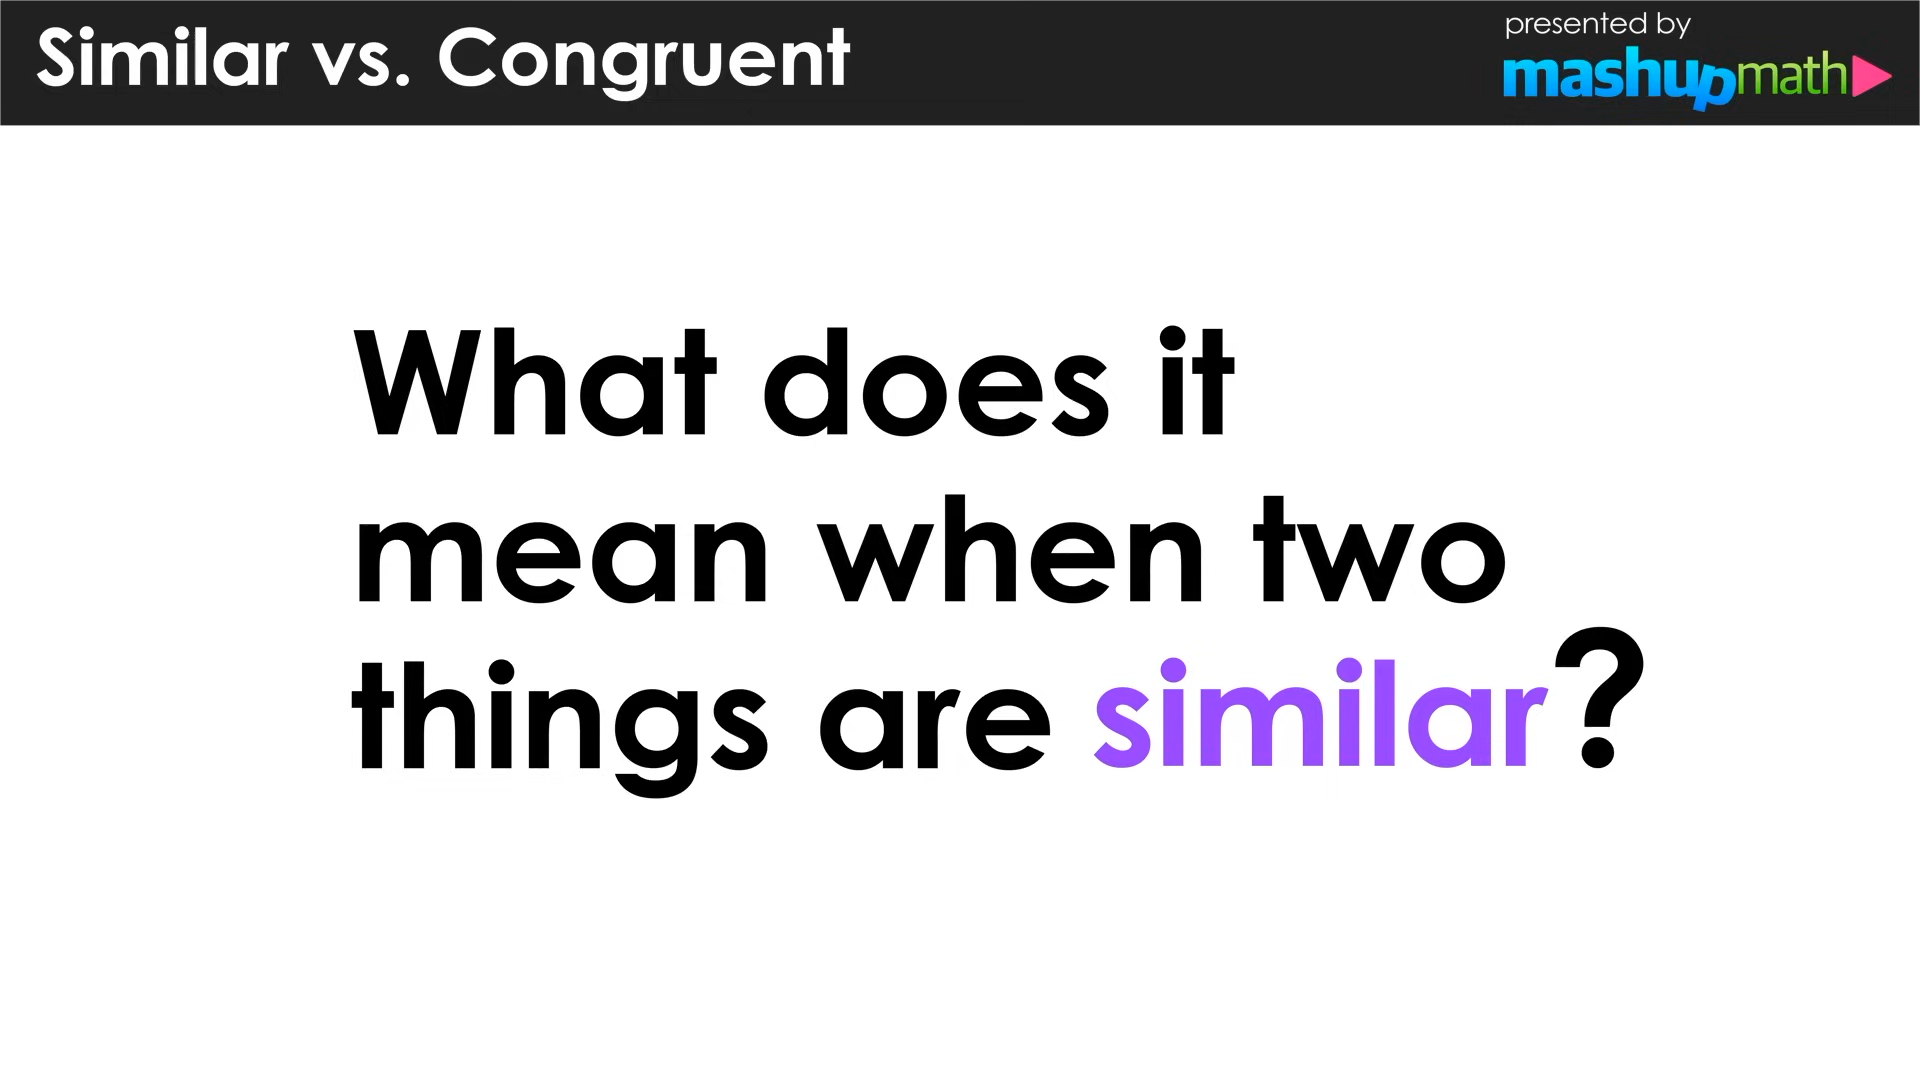 Similar vs. Congruent
presented by
mashupmath
What does it
mean when two
things are similar?